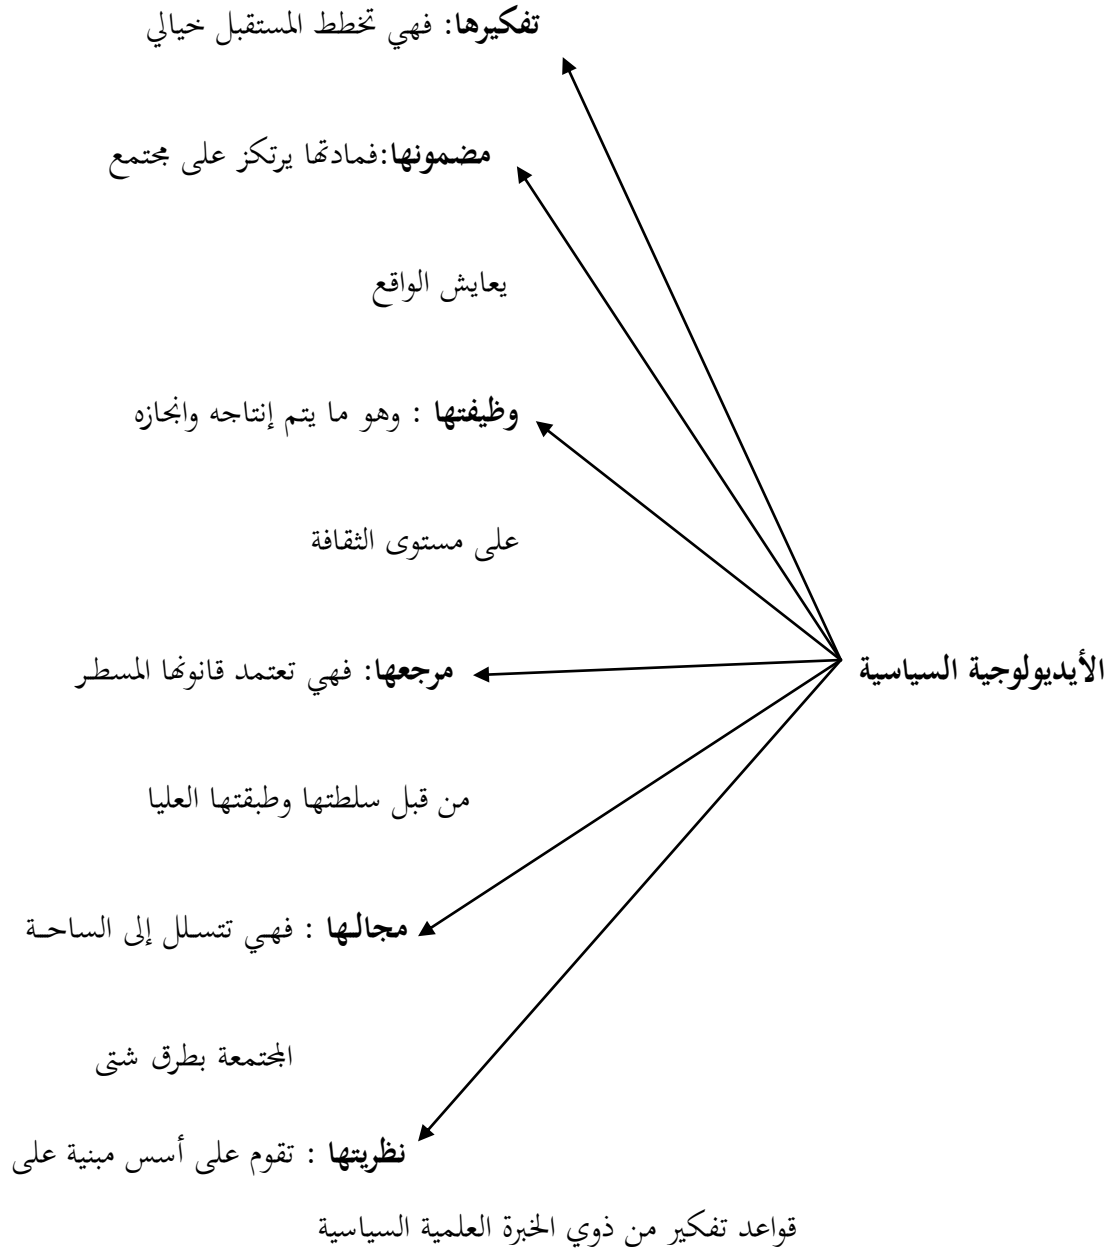 تفكيرها: فهي تخطط المستقبل خيالي
مضمونها:فمادتها يرتكز على مجتمع
يعايش الواقع
وظيفتها : وهو ما يتم إنتاجه وانجازه
على مستوى الثقافة
الأيديولوجية السياسية
مرجعها: فهي تعتمد قانونها المسطر
من قبل سلطتها وطبقتها العليا
مجالها : فهي تتسلل إلى الساحة
المجتمعة بطرق شتى
نظريتها : تقوم على أسس مبنية على
قواعد تفكير من ذوي الخبرة العلمية السياسية